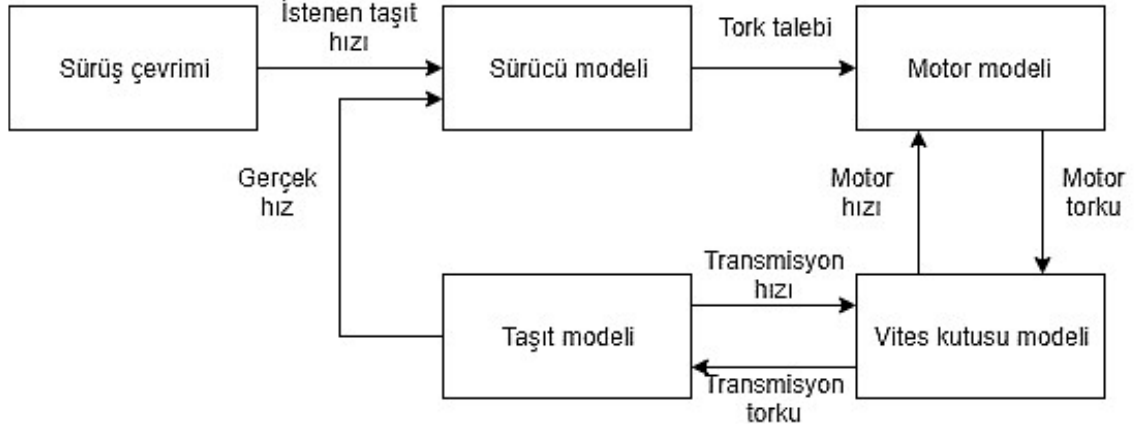 İstenen taşıt
hızı
Tork talebi
Sürüş çevrimi
Sürücü modeli
Motor modeli
Gerçek
hız
Motor
hızı
Motor
torku
Transmisyon
hızı
Taşıt modeli
Vites kutusu modeli
Transmisyon
torku